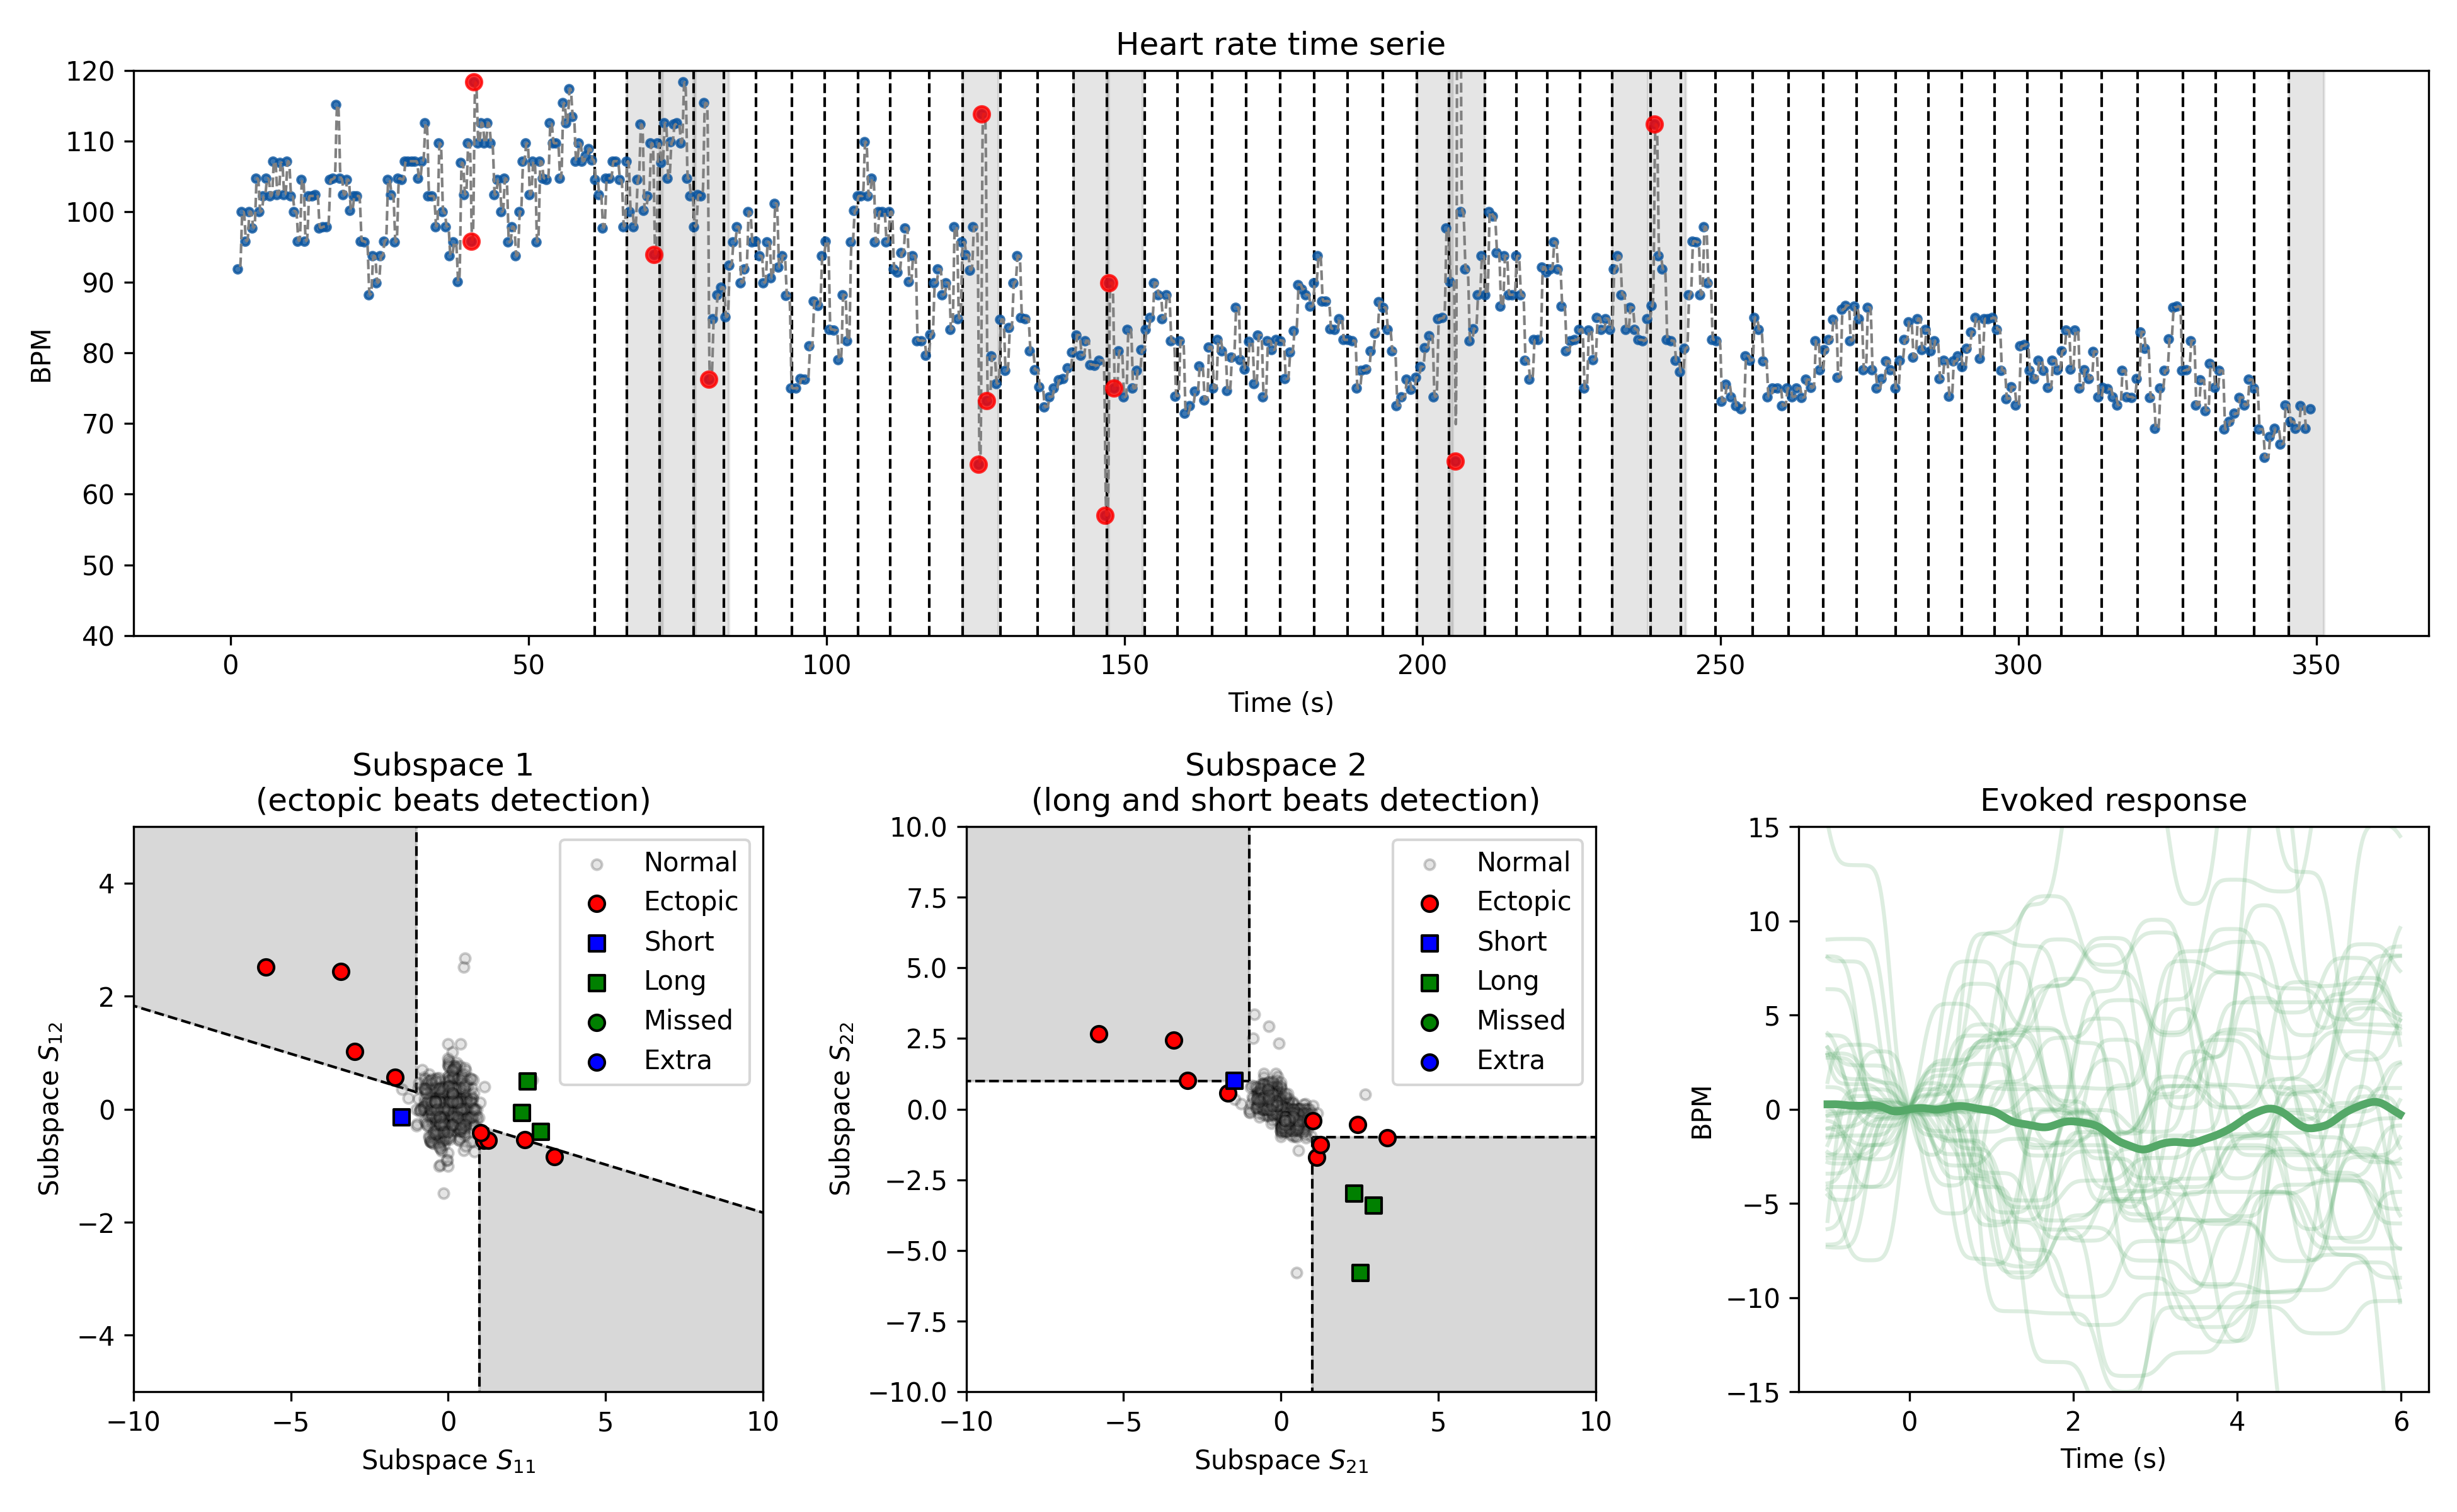 Heart rate time serie
120
110
100
90
80
70
60
50
40
BPM
0 50 100 150 200 250 300 350
Time (s)
Subspace 1
(ectopic beats detection)
4
2
0
−2
−4
Subspace S₁₂
Normal
Ectopic
Short
Long
Missed
Extra
−10 −5 0 5 10
Subspace S₁₁
Subspace 2
(long and short beats detection)
10.0
7.5
5.0
2.5
0.0
−2.5
−5.0
−7.5
−10.0
Subspace S₂₂
Normal
Ectopic
Short
Long
Missed
Extra
−10 −5 0 5 10
Subspace S₂₁
Evoked response
15
10
5
0
−5
−10
−15
BPM
0 2 4 6
Time (s)